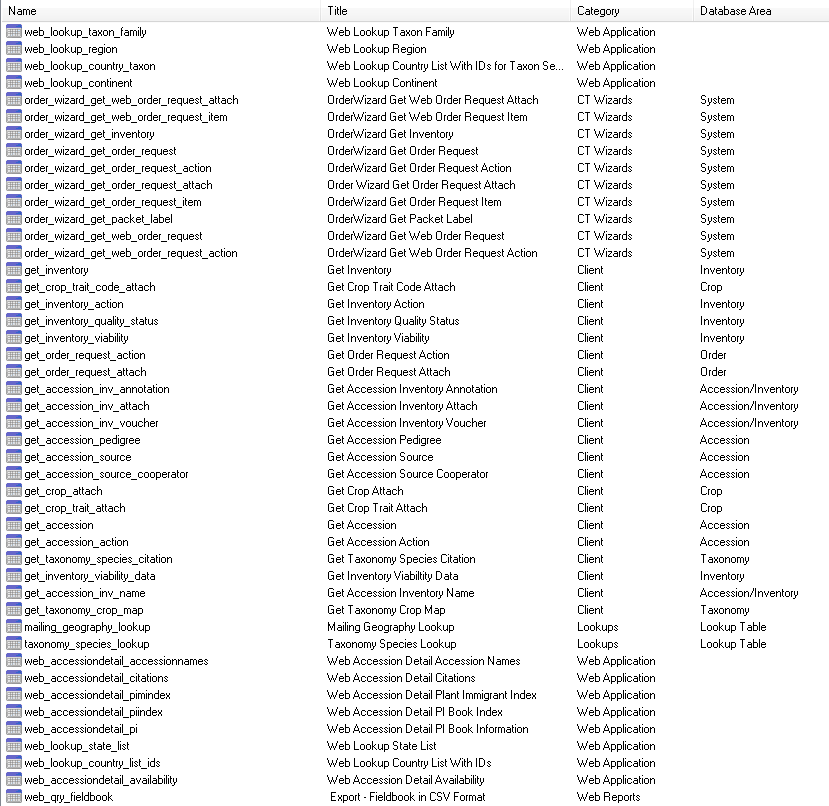 Name Title Category Database Area
web_lookup_taxon_family Web Lookup Taxon Family Web Application
web_lookup_region Web Lookup Region Web Application
web_lookup_country_taxon Web Lookup Country List With IDs for Taxon Se... Web Application
web_lookup_continent Web Lookup Continent Web Application
order_wizard_get_web_order_request_attach OrderWizard Get Web Order Request Attach CT Wizards System
order_wizard_get_web_order_request_item OrderWizard Get Web Order Request Item CT Wizards System
order_wizard_get_inventory OrderWizard Get Inventory CT Wizards System
order_wizard_get_order_request OrderWizard Get Order Request CT Wizards System
order_wizard_get_order_request_action OrderWizard Get Order Request Action CT Wizards System
order_wizard_get_order_request_attach Order Wizard Get Order Request Attach CT Wizards System
order_wizard_get_order_request_item OrderWizard Get Order Request Item CT Wizards System
order_wizard_get_packet_label OrderWizard Get Packet Label CT Wizards System
order_wizard_get_web_order_request OrderWizard Get Web Order Request CT Wizards System
order_wizard_get_web_order_request_action OrderWizard Get Web Order Request Action CT Wizards System
get_inventory Get Inventory Client Inventory
get_crop_trait_code_attach Get Crop Trait Code Attach Client Crop
get_inventory_action Get Inventory Action Client Inventory
get_inventory_quality_status Get Inventory Quality Status Client Inventory
get_inventory_viability Get Inventory Viability Client Inventory
get_order_request_action Get Order Request Action Client Order
get_order_request_attach Get Order Request Attach Client Order
get_accession_inv_annotation Get Accession Inventory Annotation Client Accession/Inventory
get_accession_inv_attach Get Accession Inventory Attach Client Accession/Inventory
get_accession_inv_voucher Get Accession Inventory Voucher Client Accession/Inventory
get_accession_pedigree Get Accession Pedigree Client Accession
get_accession_source Get Accession Source Client Accession
get_accession_source_cooperator Get Accession Source Cooperator Client Accession
get_crop_attach Get Crop Attach Client Crop
get_crop_trait_attach Get Crop Trait Attach Client Crop
get_accession Get Accession Client Accession
get_accession_action Get Accession Action Client Accession
get_taxonomy_species_citation Get Taxonomy Species Citation Client Taxonomy
get_inventory_viability_data Get Inventory Viabiltity Data Client Inventory
get_accession_inv_name Get Accession Inventory Name Client Accession/Inventory
get_taxonomy_crop_map Get Taxonomy Crop Map Client Taxonomy
mailing_geography_lookup Mailing Geography Lookup Lookups Lookup Table
taxonomy_species_lookup Taxonomy Species Lookup Lookups Lookup Table
web_accessiondetail_accessionnames Web Accession Detail Accession Names Web Application
web_accessiondetail_citations Web Accession Detail Citations Web Application
web_accessiondetail_pimindex Web Accession Detail Plant Immigrant Index Web Application
web_accessiondetail_piindex Web Accession Detail PI Book Index Web Application
web_accessiondetail_pi Web Accession Detail PI Book Information Web Application
web_lookup_state_list Web Lookup State List Web Application
web_lookup_country_list_ids Web Lookup Country List With IDs Web Application
web_accessiondetail_availability Web Accession Detail Availability Web Application
web_qry_fieldbook Export - Fieldbook in CSV Format Web Reports